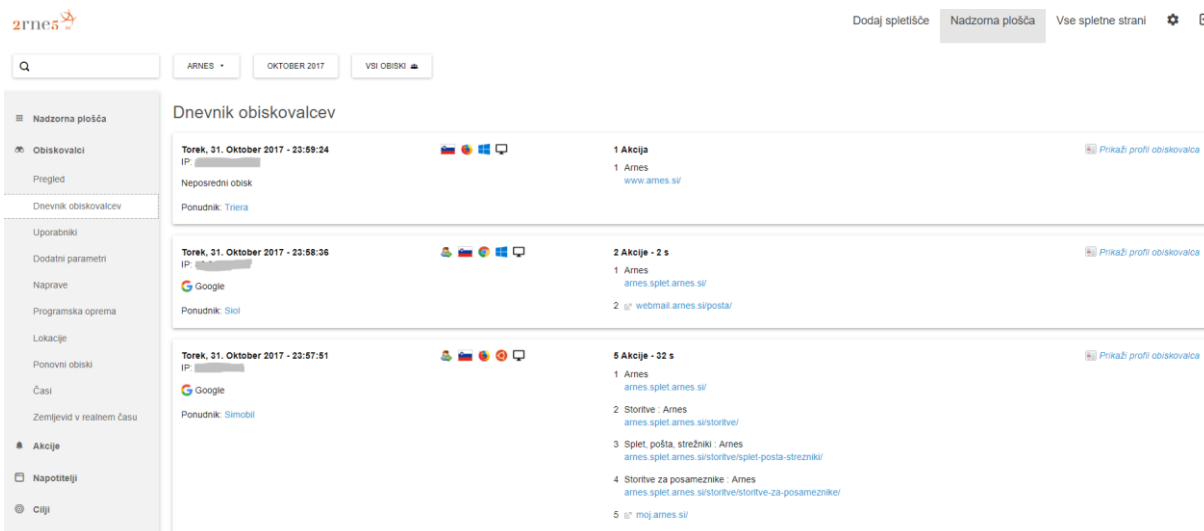 2rnes
Dodaj spletišče
Nadzorna plošča
Vse spletne strani
ARNES
OKTOBER 2017
VSI OBISKI
Nadzorna plošča
Obiskovalci
Pregled
Dnevnik obiskovalcev
Uporabniki
Dodatni parametri
Naprave
Programska oprema
Lokacije
Ponovni obiski
Časi
Zemljevid v realnem času
Akcije
Napotitelji
Cilji
Dnevnik obiskovalcev
Torek, 31. Oktober 2017 - 23:59:24
IP:
Neposredni obisk
Ponudnik: Triera
1 Akcija
1 Arnes
www.arnes.si/
Prikaži profil obiskovalca
Torek, 31. Oktober 2017 - 23:58:36
IP:
Google
Ponudnik: Siol
2 Akcije - 2 s
1 Arnes
arnes.splet.arnes.si/
2 webmail.arnes.si/posta/
Prikaži profil obiskovalca
Torek, 31. Oktober 2017 - 23:57:51
IP:
Google
Ponudnik: Simobil
5 Akcije - 32 s
1 Arnes
arnes.splet.arnes.si/
2 Storitve : Arnes
arnes.splet.arnes.si/storitve/
3 Splet, pošta, strežniki : Arnes
arnes.splet.arnes.si/storitve/splet-posta-strezniki/
4 Storitve za posameznike : Arnes
arnes.splet.arnes.si/storitve/storitve-za-posameznike/
5 moj.arnes.si/
Prikaži profil obiskovalca